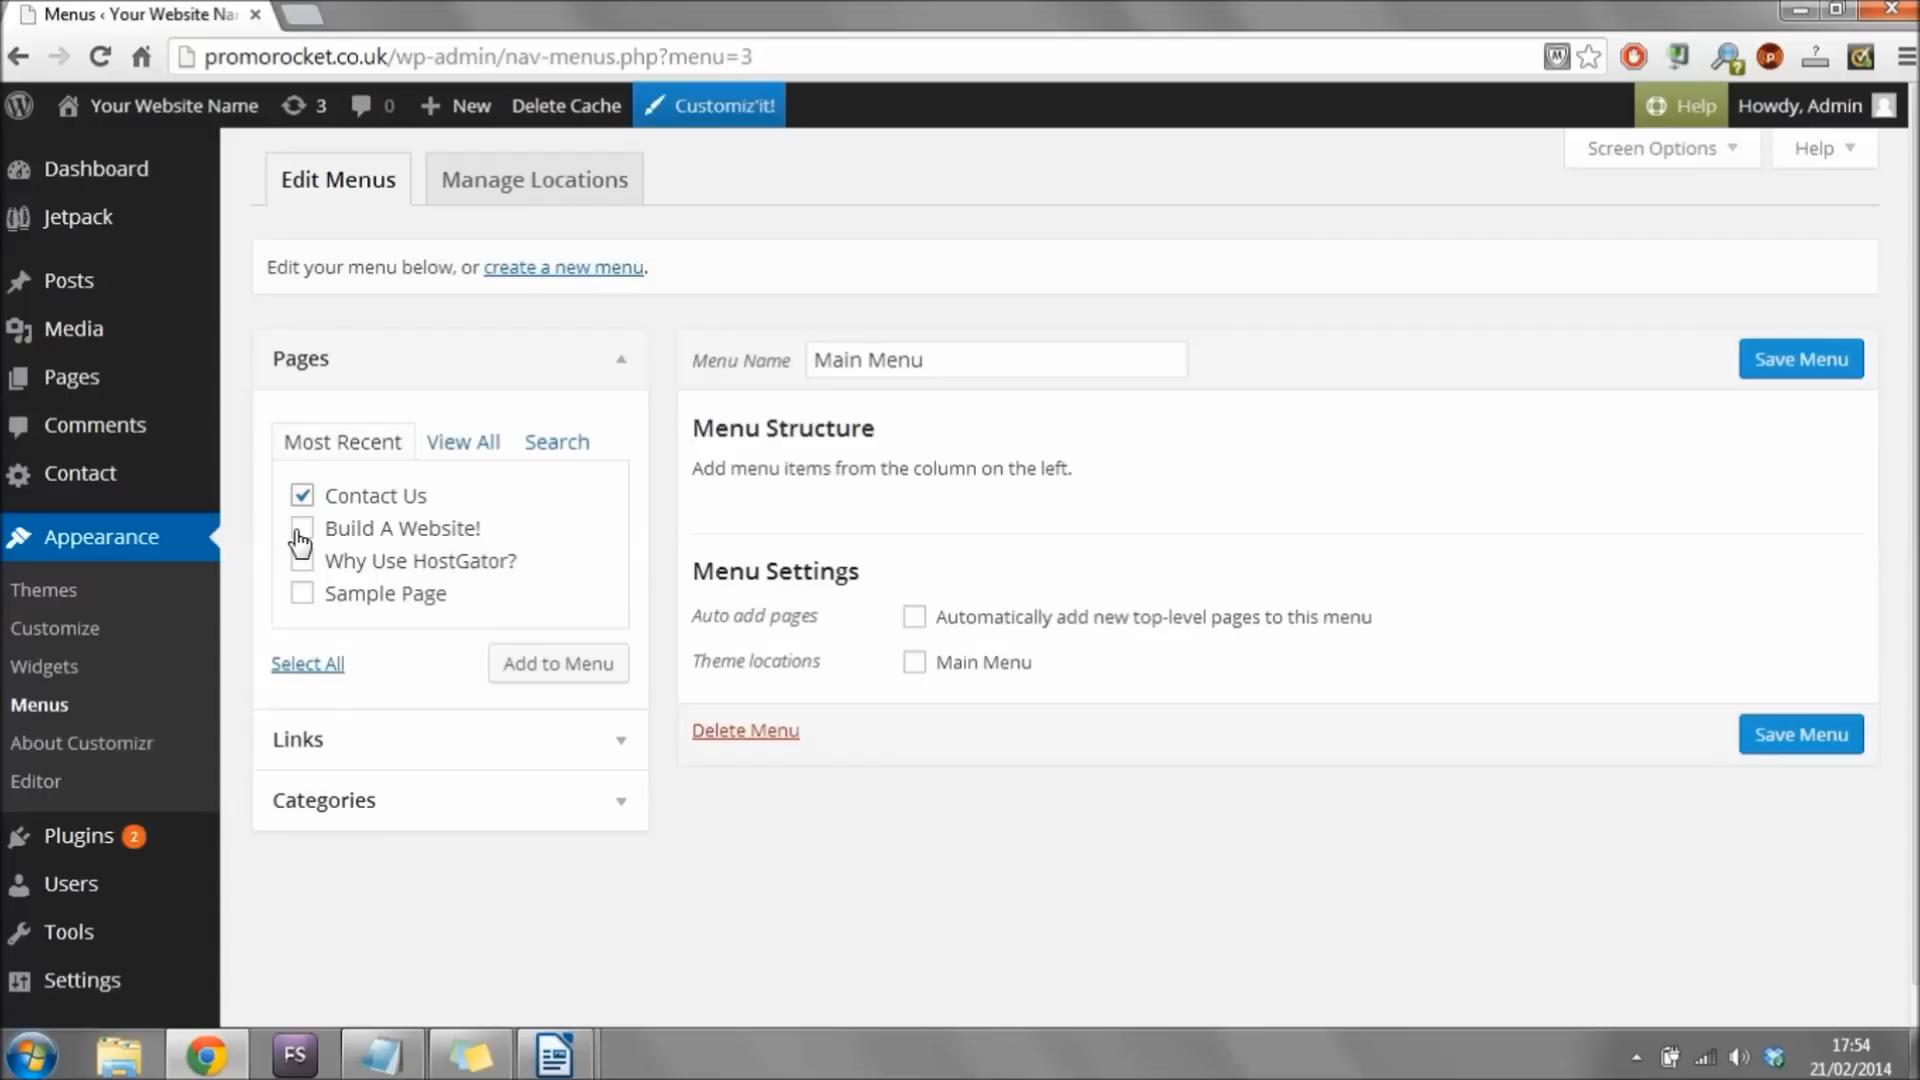 Menus ‹ Your Website Na
promorocket.co.uk/wp-admin/nav-menus.php?menu=3
Your Website Name 3 0 New Delete Cache Customiz'it! Help Howdy, Admin
Screen Options Help
Edit Menus Manage Locations
Edit your menu below, or create a new menu.
Dashboard
Jetpack
Posts
Media
Pages
Comments
Contact
Appearance
Themes
Customize
Widgets
Menus
About Customizr
Editor
Plugins 2
Users
Tools
Settings
Pages
Most Recent View All Search
Contact Us
Build A Website!
Why Use HostGator?
Sample Page
Select All Add to Menu
Links
Categories
Menu Name Main Menu Save Menu
Menu Structure
Add menu items from the column on the left.
Menu Settings
Auto add pages Automatically add new top-level pages to this menu
Theme locations Main Menu
Delete Menu Save Menu
FS
17:54
21/02/2014